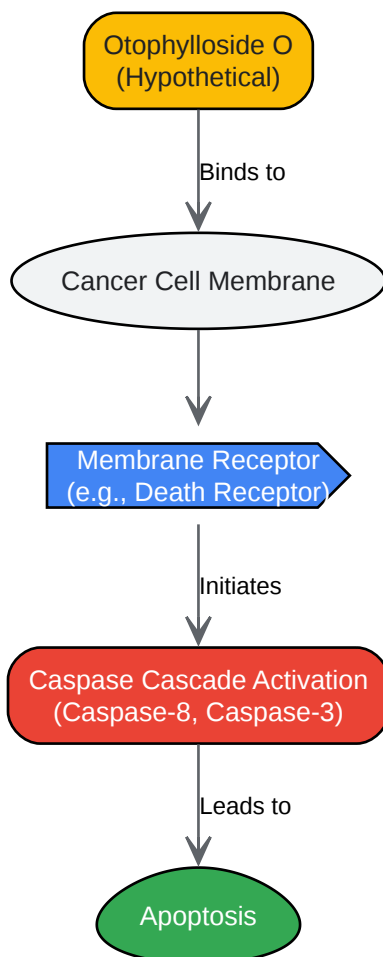 Otophylloside O
(Hypothetical)
Binds to
Cancer Cell Membrane
Membrane Receptor
(e.g., Death Receptor)
Initiates
Caspase Cascade Activation
(Caspase-8, Caspase-3)
Leads to
Apoptosis